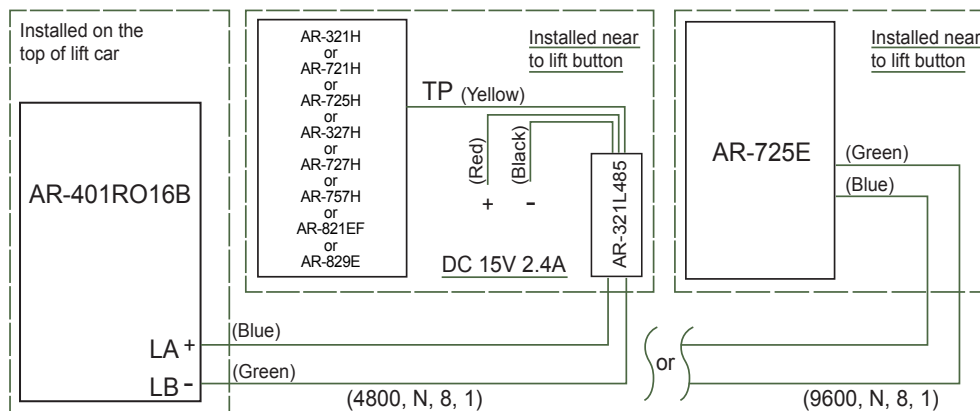 Installed on the
top of lift car
AR-401RO16B
LA +
LB -
AR-321H
or
AR-721H
or
AR-725H
or
AR-327H
or
AR-727H
or
AR-757H
or
AR-821EF
or
AR-829E
Installed near
to lift button
TP (Yellow)
(Red)
(Black)
+
-
DC 15V 2.4A
AR-321L485
(Blue)
(Green)
(4800, N, 8, 1)
or
Installed near
to lift button
AR-725E
(Green)
(Blue)
(9600, N, 8, 1)